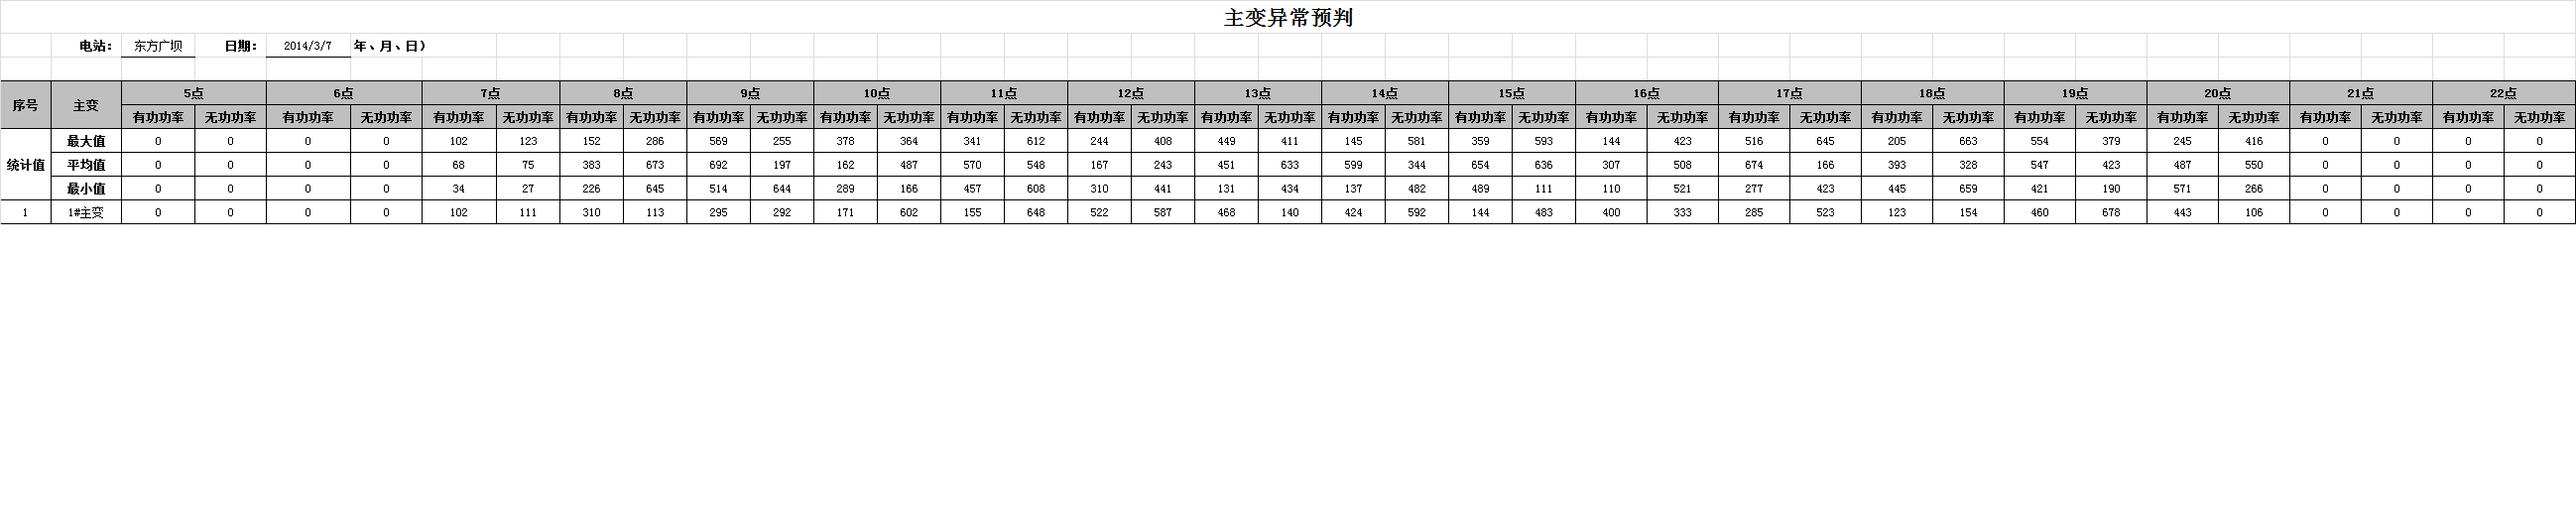 主变异常预判
电站： 东方广坝 日期： 2014/3/7 年、月、日）
序号 主变 5点 6点 7点 8点 9点 10点 11点 12点 13点 14点 15点 16点 17点 18点 19点 20点 21点 22点
有功功率 无功功率 有功功率 无功功率 有功功率 无功功率 有功功率 无功功率 有功功率 无功功率 有功功率 无功功率 有功功率 无功功率 有功功率 无功功率 有功功率 无功功率 有功功率 无功功率 有功功率 无功功率 有功功率 无功功率 有功功率 无功功率 有功功率 无功功率 有功功率 无功功率 有功功率 无功功率 有功功率 无功功率 有功功率 无功功率
统计值 最大值 0 0 0 0 102 123 152 286 569 255 378 364 341 612 244 408 449 411 145 581 359 593 144 423 516 645 205 663 554 379 245 416 0 0 0 0
平均值 0 0 0 0 68 75 383 673 692 197 162 487 570 548 167 243 451 633 599 344 654 636 307 508 674 166 393 328 547 423 487 550 0 0 0 0
最小值 0 0 0 0 34 27 226 645 514 644 289 166 457 608 310 441 131 434 137 482 489 111 110 521 277 423 445 659 421 190 571 266 0 0 0 0
1 1#主变 0 0 0 0 102 111 310 113 295 292 171 602 155 648 522 587 468 140 424 592 144 483 400 333 285 523 123 154 460 678 443 106 0 0 0 0